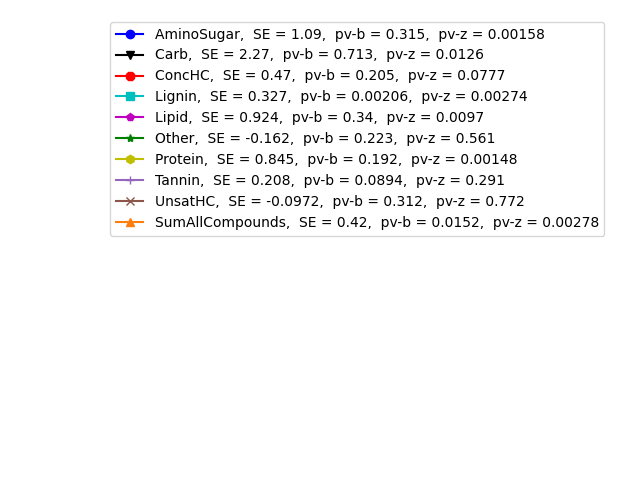 AminoSugar, SE = 1.09, pv-b = 0.315, pv-z = 0.00158
Carb, SE = 2.27, pv-b = 0.713, pv-z = 0.0126
ConcHC, SE = 0.47, pv-b = 0.205, pv-z = 0.0777
Lignin, SE = 0.327, pv-b = 0.00206, pv-z = 0.00274
Lipid, SE = 0.924, pv-b = 0.34, pv-z = 0.0097
Other, SE = -0.162, pv-b = 0.223, pv-z = 0.561
Protein, SE = 0.845, pv-b = 0.192, pv-z = 0.00148
Tannin, SE = 0.208, pv-b = 0.0894, pv-z = 0.291
UnsatHC, SE = -0.0972, pv-b = 0.312, pv-z = 0.772
SumAllCompounds, SE = 0.42, pv-b = 0.0152, pv-z = 0.00278